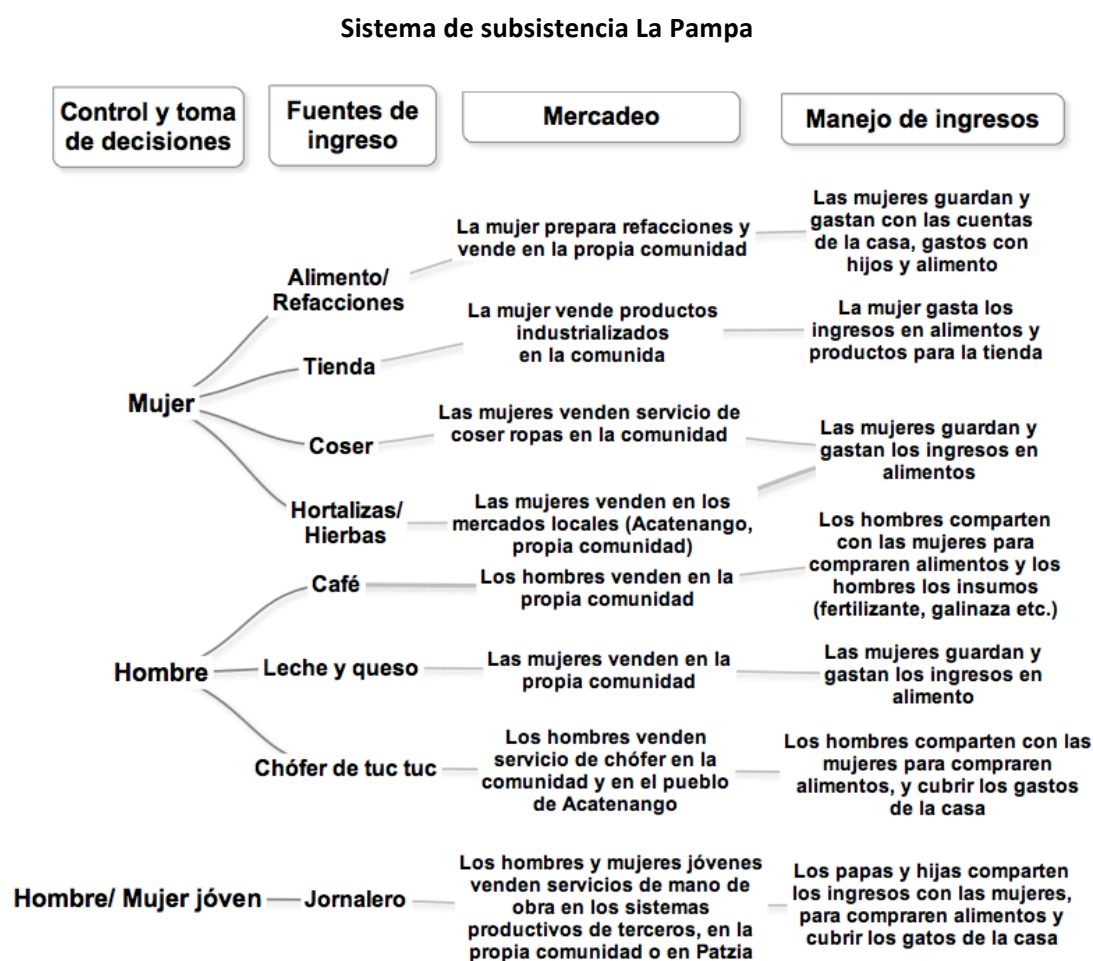 Sistema de subsistencia La Pampa
Control y toma
de decisiones
Fuentes de
ingreso
Mercadeo
Manejo de ingresos
Mujer
Alimento/
Refacciones
La mujer prepara refacciones y
vende en la propia comunidad
Las mujeres guardan y
gastan con las cuentas
de la casa, gastos con
hijos y alimento
Tienda
La mujer vende productos
industrializados
en la comunida
La mujer gasta los
ingresos en alimentos y
productos para la tienda
Coser
Las mujeres venden servicio de
coser ropas en la comunidad
Las mujeres guardan y
gastan los ingresos en
alimentos
Hortalizas/
Hierbas
Las mujeres venden en los
mercados locales (Acatenango,
propia comunidad)
Hombre
Café
Los hombres venden en la
propia comunidad
Los hombres comparten
con las mujeres para
compraren alimentos y los
hombres los insumos
(fertilizante, galinaza etc.)
Leche y queso
Las mujeres venden en la
propia comunidad
Las mujeres guardan y
gastan los ingresos en
alimento
Chófer de tuc tuc
Los hombres venden
servicio de chófer en la
comunidad y en el pueblo
de Acatenango
Los hombres comparten con las
mujeres para compraren
alimentos, y cubrir los gastos
de la casa
Hombre/ Mujer jóven
Jornalero
Los hombres y mujeres jóvenes
venden servicios de mano de
obra en los sistemas
productivos de terceros, en la
propia comunidad o en Patzia
Los papas y hijas comparten
los ingresos con las mujeres,
para compraren alimentos y
cubrir los gatos de la casa